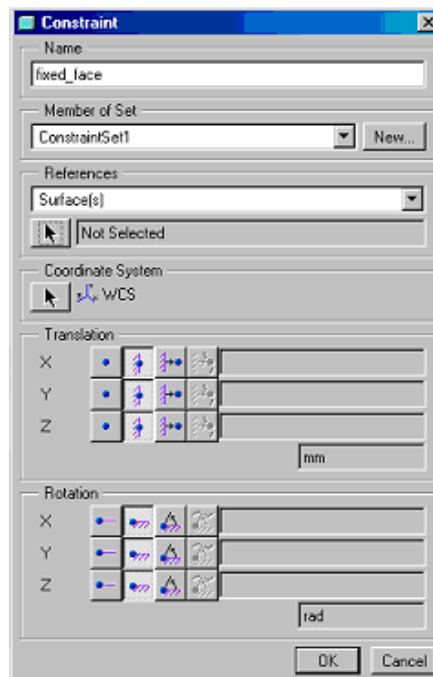 Constraint
Name
fixed_face
Member of Set
ConstraintSet1
New...
References
Surface(s)
Not Selected
Coordinate System
WCS
Translation
X
Y
Z
mm
Rotation
X
Y
Z
rad
OK Cancel